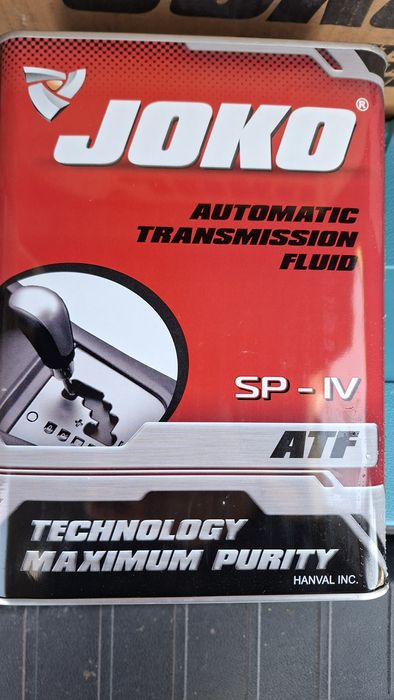 JOKO®
AUTOMATIC
TRANSMISSION
FLUID
SP - IV
ATF
TECHNOLOGY
MAXIMUM PURITY
HANVAL INC.